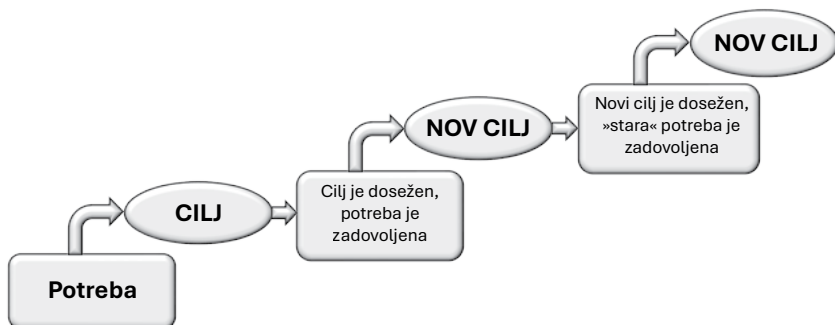 Potreba
CILJ
Cilj je dosežen,
potreba je
zadovoljena
NOV CILJ
Novi cilj je dosežen,
»stara« potreba je
zadovoljena
NOV CILJ